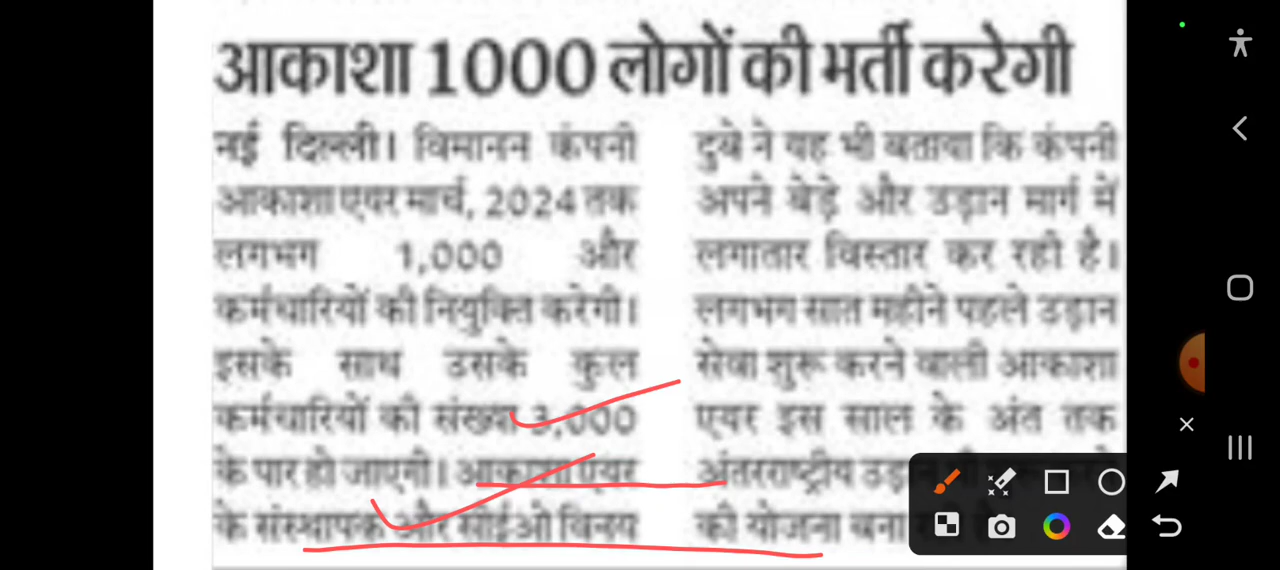 आकाशा 1000 लोगों की भर्ती करेगी
नई दिल्ली। विमानन कंपनी
आकाशा एयर मार्च, 2024 तक
लगभग 1,000 और
कर्मचारियों की नियुक्ति करेगी।
इसके साथ उसके कुल
कर्मचारियों की संख्या 3,000
के पार हो जाएगी। आकाशा एयर
के संस्थापक और सीईओ विनय
दुबे ने यह भी बताया कि कंपनी
अपने बेड़े और उड़ान मार्ग में
लगातार विस्तार कर रही है।
लगभग सात महीने पहले उड़ान
सेवा शुरू करने वाली आकाशा
एयर इस साल के अंत तक
अंतरराष्ट्रीय
की योजना बना